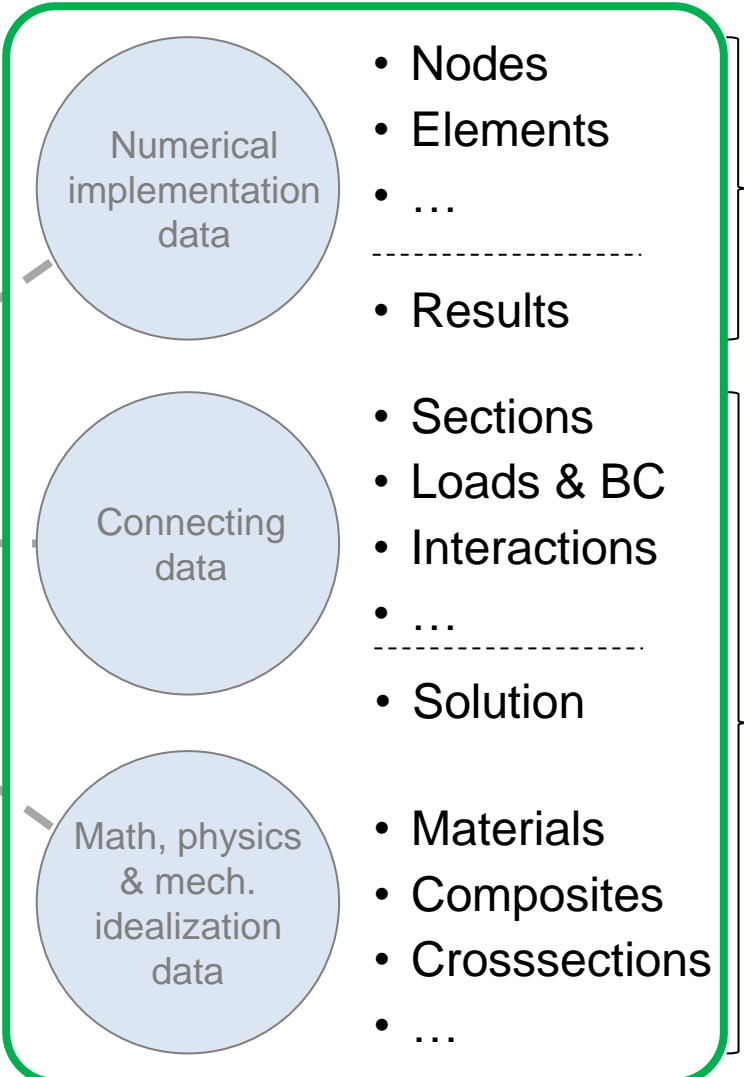 Numerical
implementation
data
• Nodes
• Elements
• …
• Results
Connecting
data
• Sections
• Loads & BC
• Interactions
• …
• Solution
Math, physics
& mech.
idealization
data
• Materials
• Composites
• Crosssections
• …